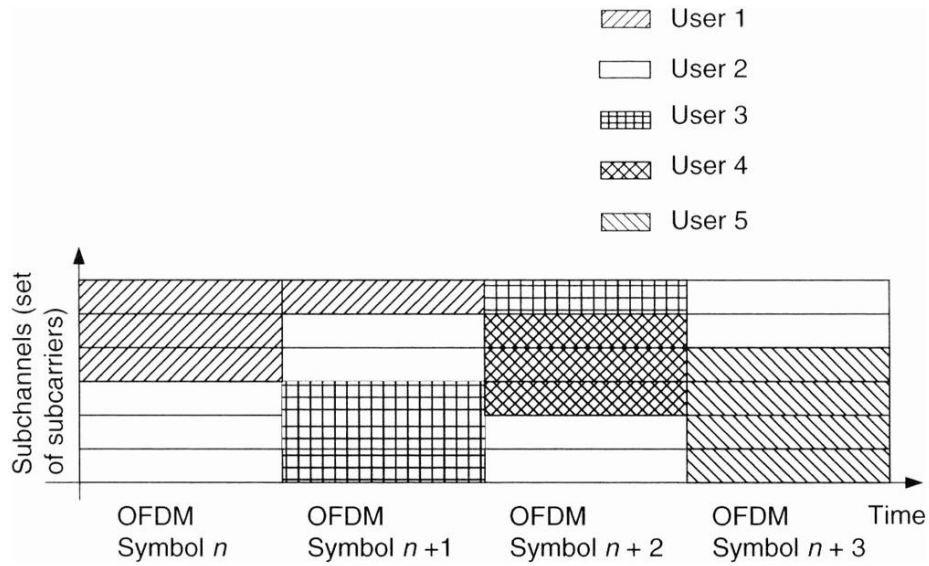 User 1
User 2
User 3
User 4
User 5
Subchannels (set
of subcarriers)
OFDM
Symbol n
OFDM
Symbol n +1
OFDM
Symbol n + 2
OFDM
Symbol n + 3
Time